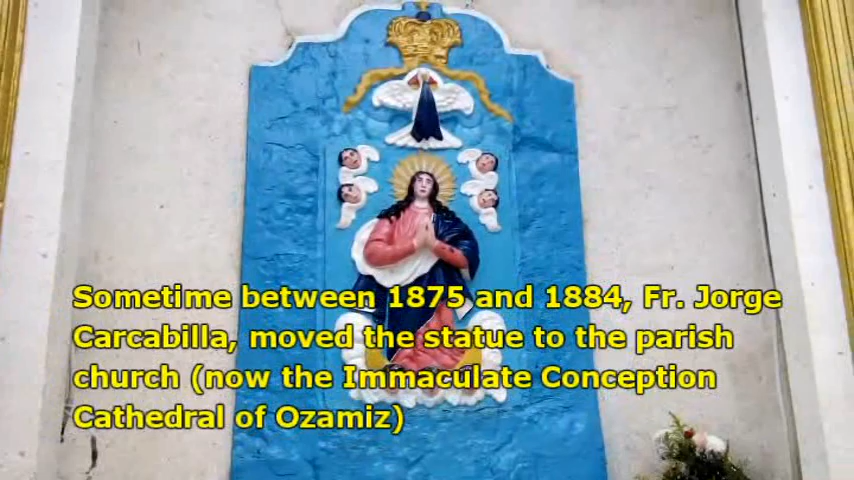 Sometime between 1875 and 1884, Fr. Jorge
Carcabilla, moved the statue to the parish
church (now the Immaculate Conception
Cathedral of Ozamiz)